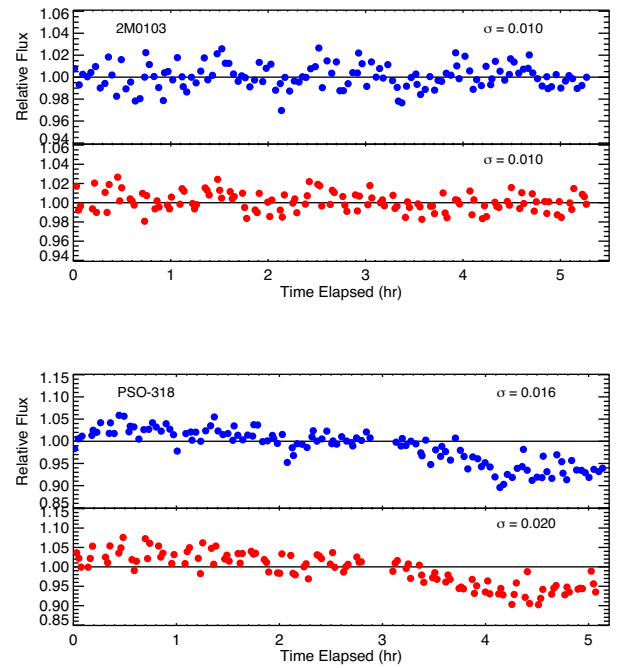 1.06
2M0103
σ = 0.010
1.04
1.02
1.00
0.98
0.96
0.94
Relative Flux
1.06
σ = 0.010
1.04
1.02
1.00
0.98
0.96
0.94
0 1 2 3 4 5
Time Elapsed (hr)
1.15
PSO-318
σ = 0.016
1.10
1.05
1.00
0.95
0.90
0.85
Relative Flux
1.15
σ = 0.020
1.10
1.05
1.00
0.95
0.90
0.85
0 1 2 3 4 5
Time Elapsed (hr)